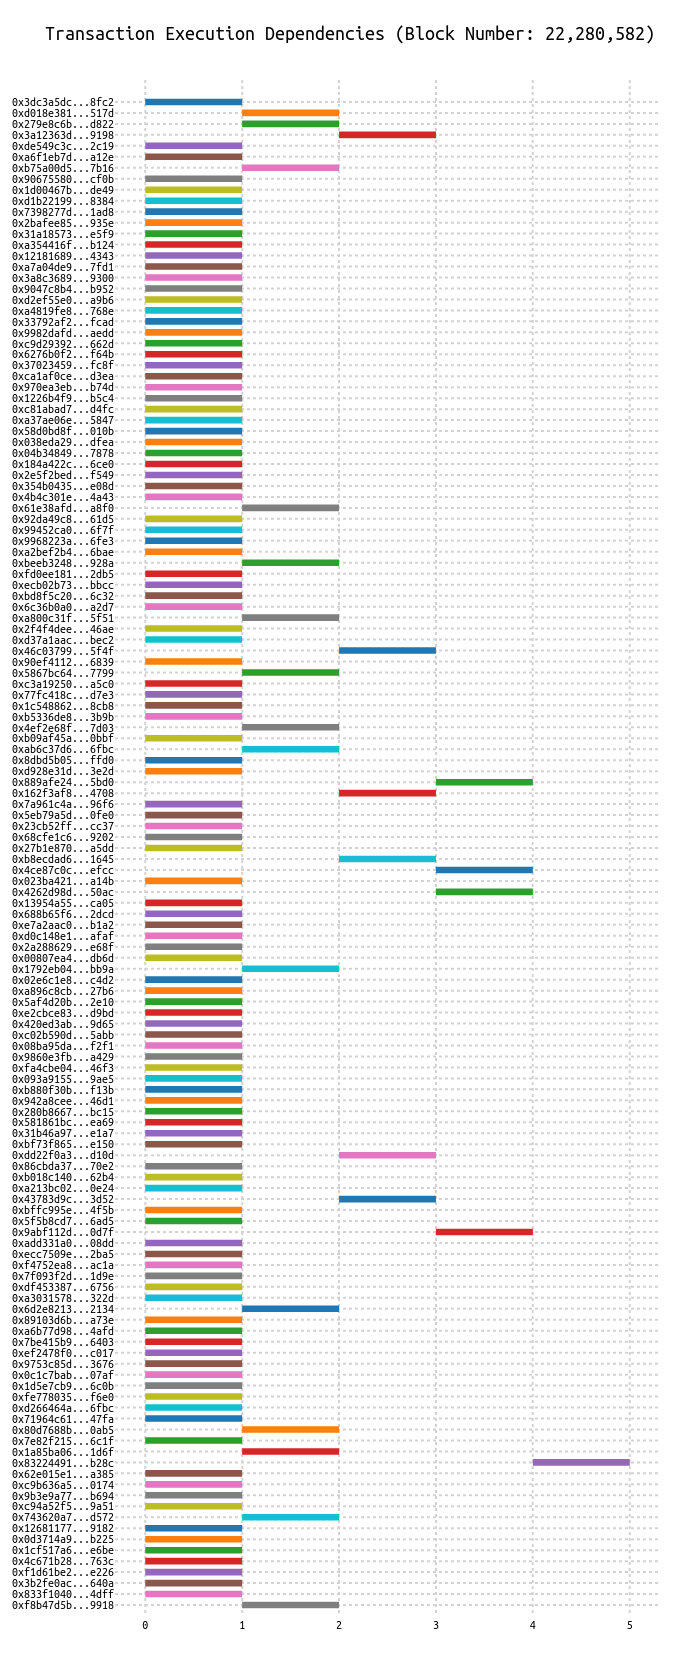 Transaction Execution Dependencies (Block Number: 22,280,582)
0x3dc3a5dc...8fc2
0xd018e381...517d
0x279e8c6b...d822
0x3a12363d...9198
0xde549c3c...2c19
0xa6f1eb7d...a12e
0xb75a00d5...7b16
0x90675580...cf0b
0x1d00467b...de49
0xd1b22199...8384
0x7398277d...1ad8
0x2bafee85...935e
0x31a18573...e5f9
0xa354416f...b124
0x12181689...4343
0xa7a04de9...7fd1
0x3a8c3689...9300
0x9047c8b4...b952
0xd2ef55e0...a9b6
0xa4819fe8...768e
0x33792af2...fcad
0x9982dafd...aedd
0xc9d29392...662d
0x6276b0f2...f64b
0x37023459...fc8f
0xca1af0ce...d3ea
0x970ea3eb...b74d
0x1226b4f9...b5c4
0xc81abad7...d4fc
0xa37ae06e...5847
0x58d0bd8f...010b
0x038eda29...dfea
0x04b34849...7878
0x184a422c...6ce0
0x2e5f2bed...f549
0x354b0435...e08d
0x4b4c301e...4a43
0x61e38afd...a8f0
0x92da49c8...61d5
0x99452ca0...6f7f
0x9968223a...6fe3
0xa2bef2b4...6bae
0xbeeb3248...928a
0xfd0ee181...2db5
0xecb02b73...bbcc
0xbd8f5c20...6c32
0x6c36b0a0...a2d7
0xa800c31f...5f51
0x2f4f4dee...46ae
0xd37a1aac...bec2
0x46c03799...5f4f
0x90ef4112...6839
0x5867bc64...7799
0xc3a19250...a5c0
0x77fc418c...d7e3
0x1c548862...8cb8
0xb5336de8...3b9b
0x4ef2e68f...7d03
0xb09af45a...0bbf
0xab6c37d6...6fbc
0x8dbd5b05...ffd0
0xd928e31d...3e2d
0x889afe24...5bd0
0x162f3af8...4708
0x7a961c4a...96f6
0x5eb79a5d...0fe0
0x23cb52ff...cc37
0x68cfe1c6...9202
0x27b1e870...a5dd
0xb8ecdad6...1645
0x4ce87c0c...efcc
0x023ba421...a14b
0x4262d98d...50ac
0x13954a55...ca05
0x688b65f6...2dcd
0xe7a2aac0...b1a2
0xd0c148e1...afaf
0x2a288629...e68f
0x00807ea4...db6d
0x1792eb04...bb9a
0x02e6c1e8...c4d2
0xa896c8cb...27b6
0x5af4d20b...2e10
0xe2cbce83...d9bd
0x420ed3ab...9d65
0xc02b590d...5abb
0x08ba95da...f2f1
0x9860e3fb...a429
0xfa4cbe04...46f3
0x093a9155...9ae5
0xb880f30b...f13b
0x942a8cee...46d1
0x280b8667...bc15
0x581861bc...ea69
0x31b46a97...e1a7
0xbf73f865...e150
0xdd22f0a3...d10d
0x86cbda37...70e2
0xb018c140...62b4
0xa213bc02...0e24
0x43783d9c...3d52
0xbffc995e...4f5b
0x5f5b8cd7...6ad5
0x9abf112d...0d7f
0xadd331a0...08dd
0xecc7509e...2ba5
0xf4752ea8...ac1a
0x7f093f2d...1d9e
0xdf453387...6756
0xa3031578...322d
0x6d2e8213...2134
0x89103d6b...a73e
0xa6b77d98...4afd
0x7be415b9...6403
0xef2478f0...c017
0x9753c85d...3676
0x0c1c7bab...07af
0x1d5e7cb9...6c0b
0xfe778035...f6e0
0xd266464a...6fbc
0x71964c61...47fa
0x80d7688b...0ab5
0x7e82f215...6c1f
0x1a85ba06...1d6f
0x83224491...b28c
0x62e015e1...a385
0xc9b636a5...0174
0x9b3e9a77...b694
0xc94a52f5...9a51
0x743620a7...d572
0x12681177...9182
0x0d3714a9...b225
0x1cf517a6...e6be
0x4c671b28...763c
0xf1d61be2...e226
0x3b2fe0ac...640a
0x833f1040...4dff
0xf8b47d5b...9918
0 1 2 3 4 5